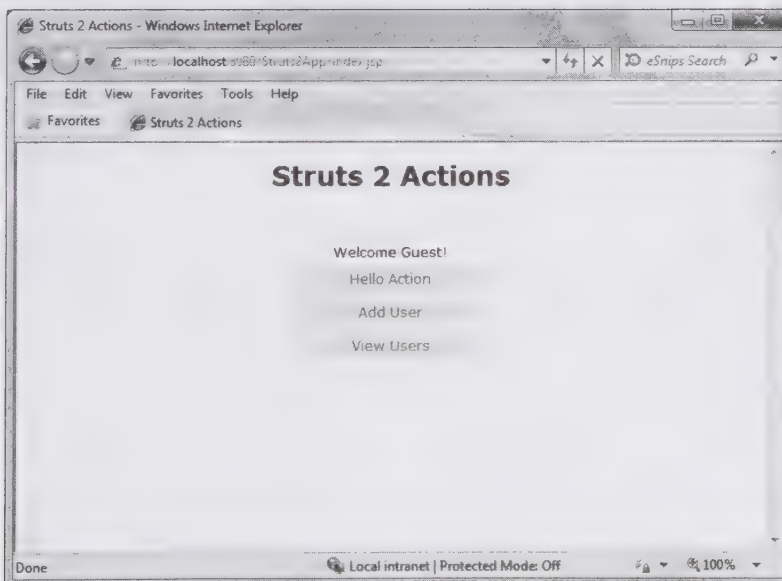 Struts 2 Actions - Windows Internet Explorer
localhost
eSnips Search
File Edit View Favorites Tools Help
Favorites Struts 2 Actions
Struts 2 Actions
Welcome Guest!
Hello Action
Add User
View Users
Done Local intranet | Protected Mode: Off 100%